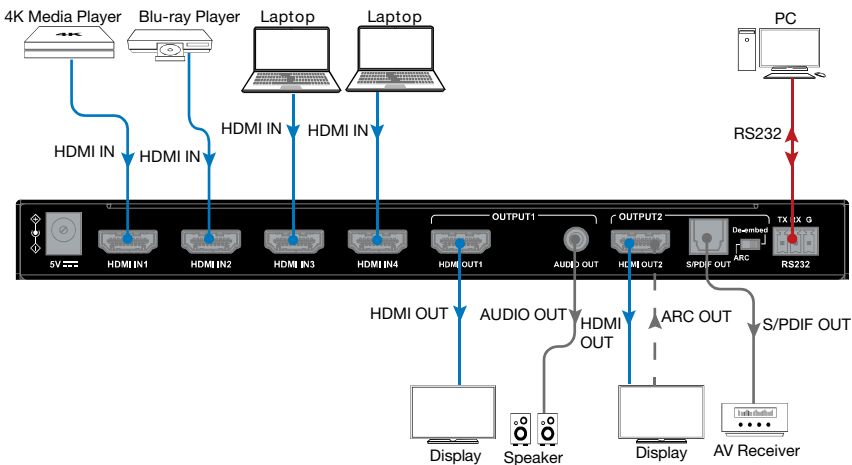 4K Media Player
Blu-ray Player
Laptop
Laptop
PC
4K
HDMI IN
HDMI IN
HDMI IN
HDMI IN
RS232
OUTPUT1
OUTPUT2
De-embed
ARC
TX RX G
5V
HDMI IN1
HDMI IN2
HDMI IN3
HDMI IN4
HDMI OUT1
AUDIO OUT
HDMI OUT2
S/PDIF OUT
RS232
HDMI OUT
AUDIO OUT
HDMI
OUT
ARC OUT
S/PDIF OUT
Display
Speaker
Display
AV Receiver